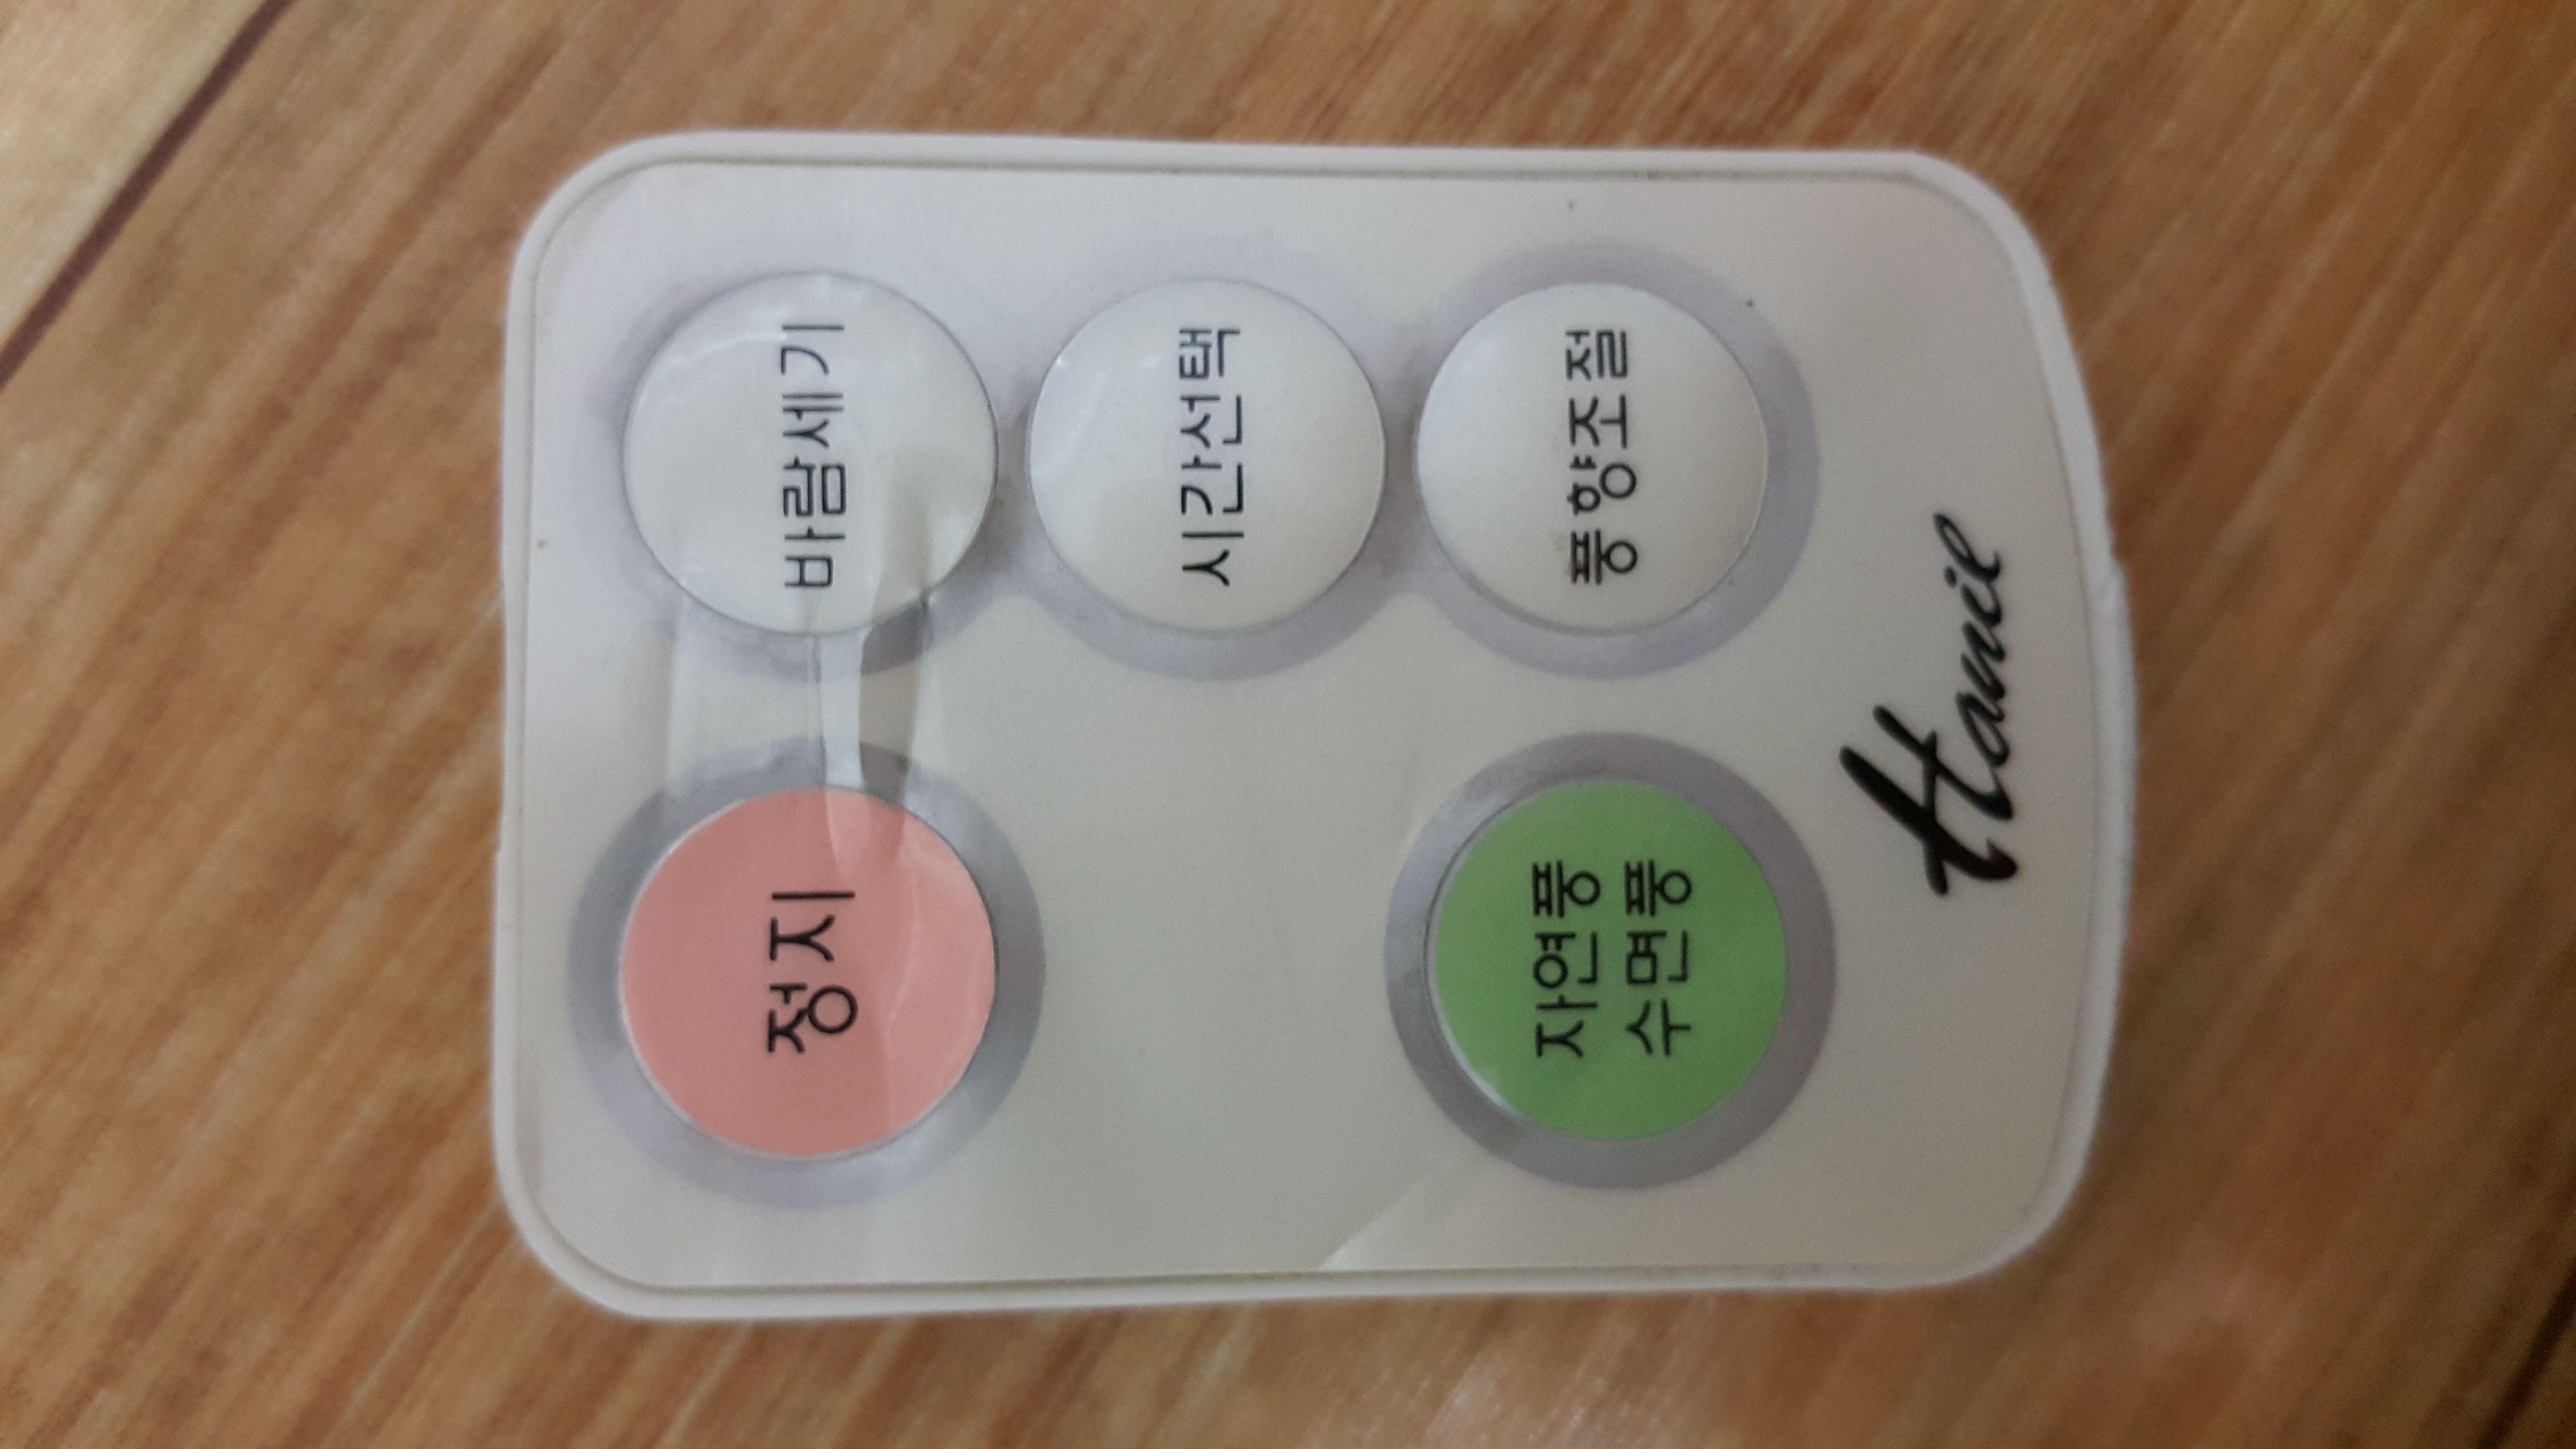 정지
바람세기
시간선택
자연풍
수면풍
풍향조절
Hanil